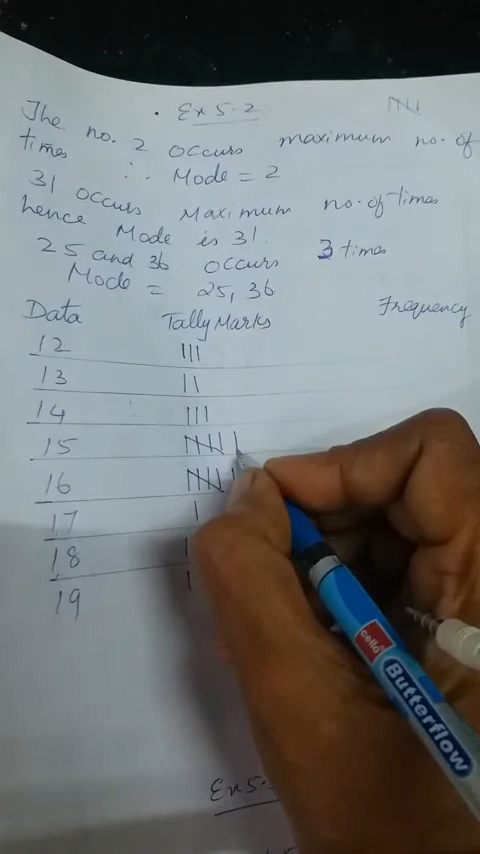 . Ex 5.2
The no. 2 occurs maximum no. of
times ∴ Mode = 2
31 occurs Maximum no. of times
hence Mode is 31.
25 and 36 occurs 3 times
Mode = 25, 36
Data Tally Marks Frequency
12 |||
13 ||
14 |||
15 |||| |
16 |||| |
17 |
18 |
19 |
cello
Butterflow
Ex 5.